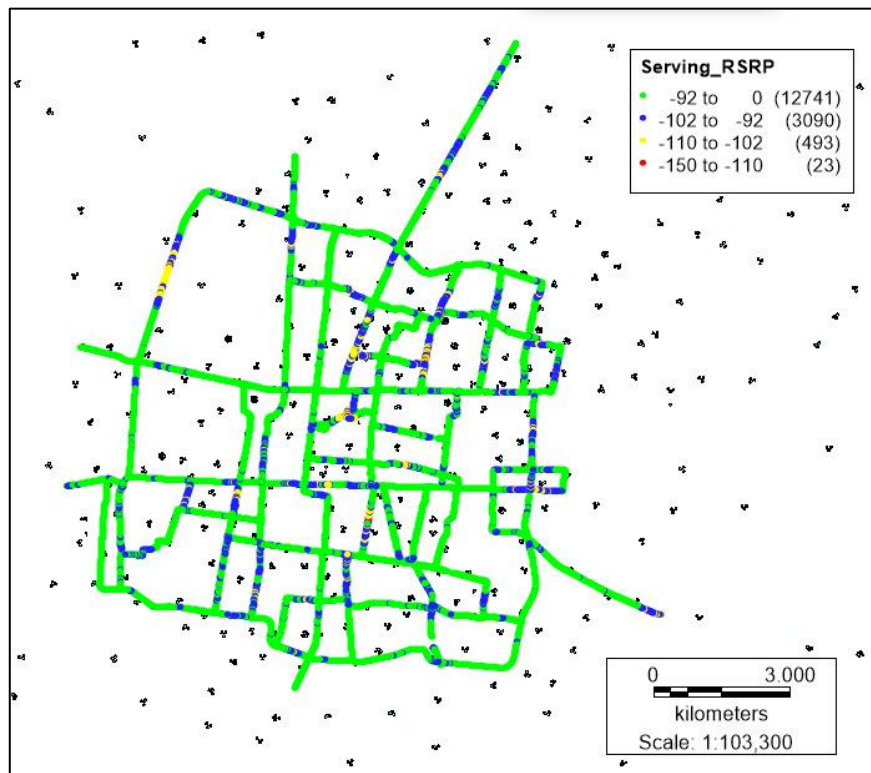 Serving_RSRP
-92 to 0 (12741)
-102 to -92 (3090)
-110 to -102 (493)
-150 to -110 (23)
0 3.000
kilometers
Scale: 1:103,300